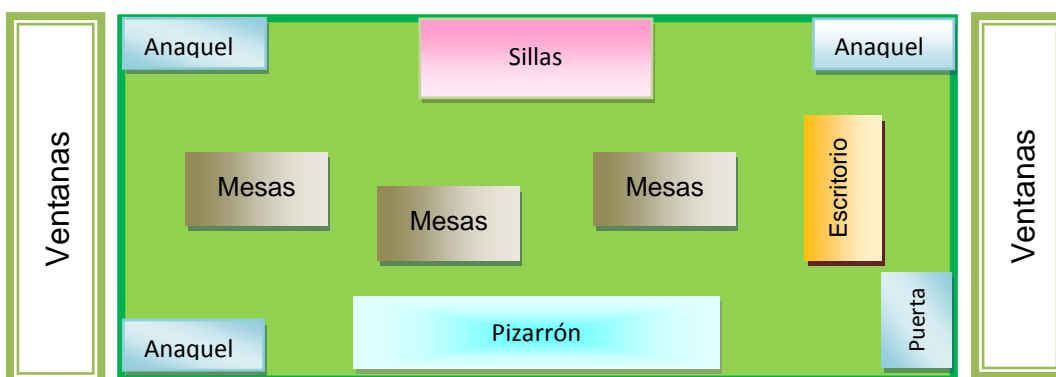 Anaquel
Sillas
Anaquel
Ventanas
Mesas
Mesas
Mesas
Escritorio
Ventanas
Anaquel
Pizarrón
Puerta